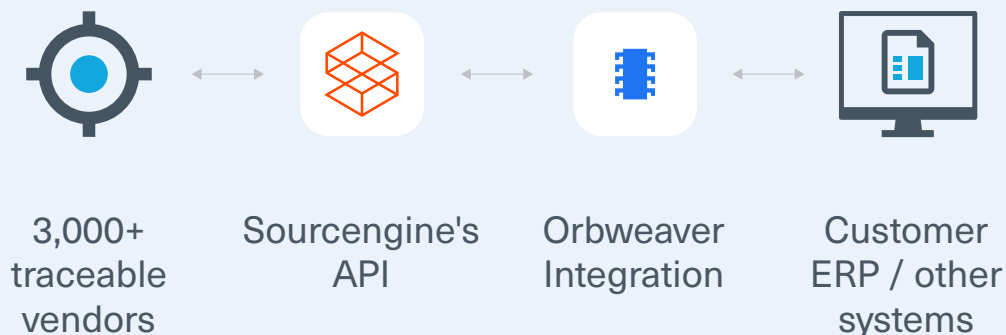 3,000+
traceable
vendors
Sourcengine's
API
Orbweaver
Integration
Customer
ERP / other
systems